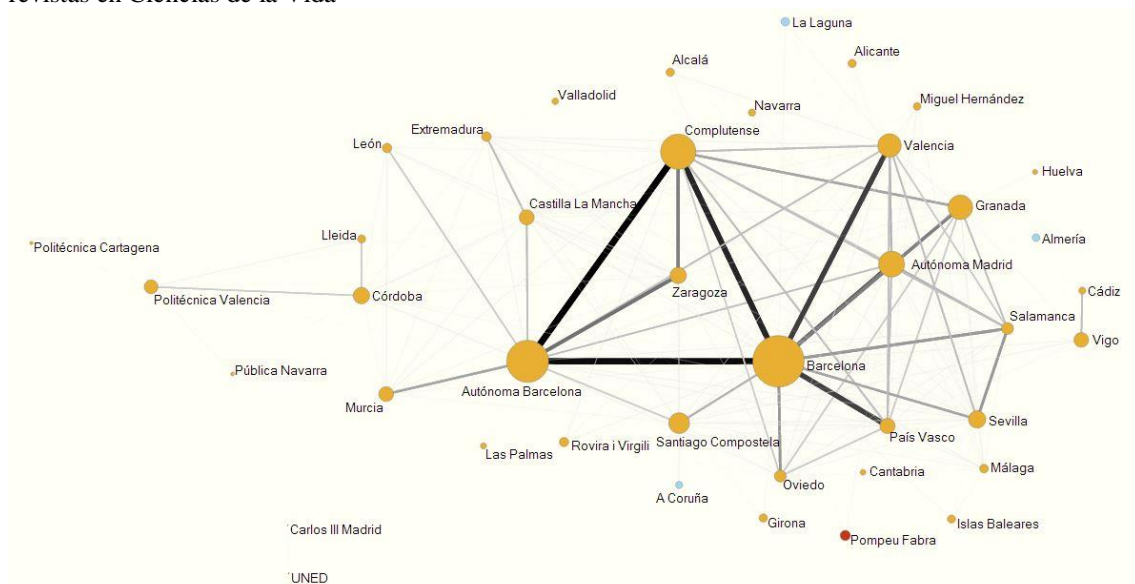 revistas en Ciencias de la Vida
La Laguna
Alicante
Alcalá
Valladolid
Navarra
Miguel Hernández
Extremadura
Complutense
León
Valencia
Huelva
Castilla La Mancha
Granada
Lleida
Almería
Politécnica Cartagena
Autónoma Madrid
Zaragoza
Córdoba
Politécnica Valencia
Cádiz
Salamanca
Vigo
Barcelona
Pública Navarra
Autónoma Barcelona
Murcia
Sevilla
País Vasco
Santiago Compostela
Rovira i Virgili
Las Palmas
Málaga
Cantabria
Oviedo
A Coruña
Girona
Islas Baleares
Carlos III Madrid
Pompeu Fabra
UNED